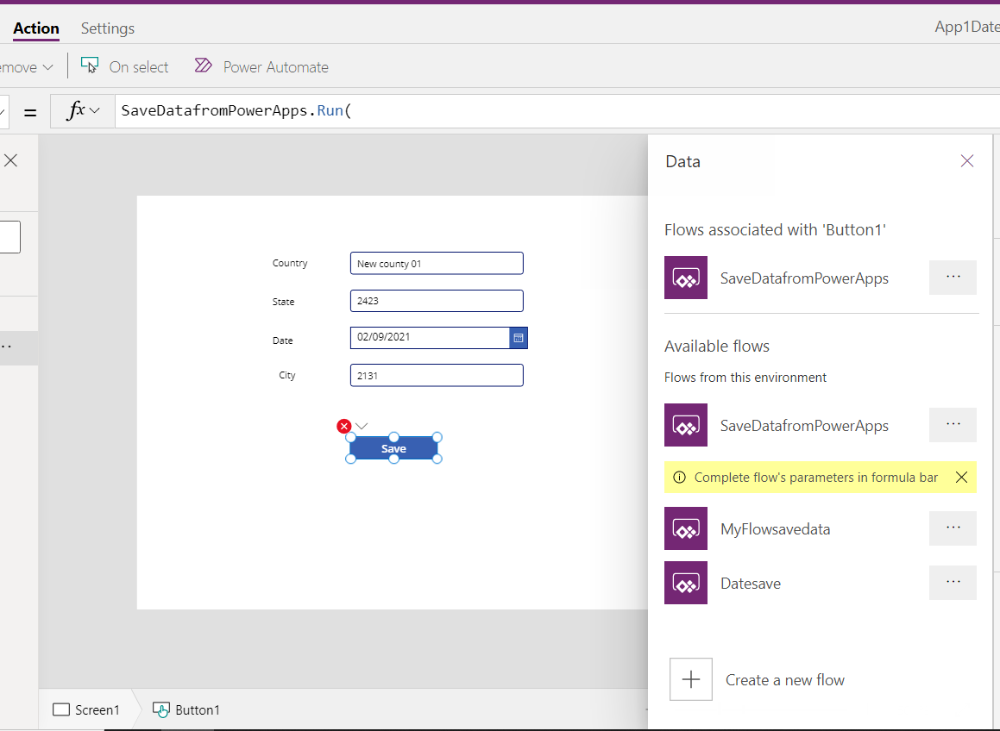 Action Settings App1Date
emove On select Power Automate
= fx SaveDatafromPowerApps.Run(
Data
Flows associated with 'Button1'
SaveDatafromPowerApps ...
Available flows
Flows from this environment
SaveDatafromPowerApps ...
Complete flow's parameters in formula bar
MyFlowsavedata ...
Datesave ...
Create a new flow
Country New county 01
State 2423
Date 02/09/2021
City 2131
Save
Screen1 Button1